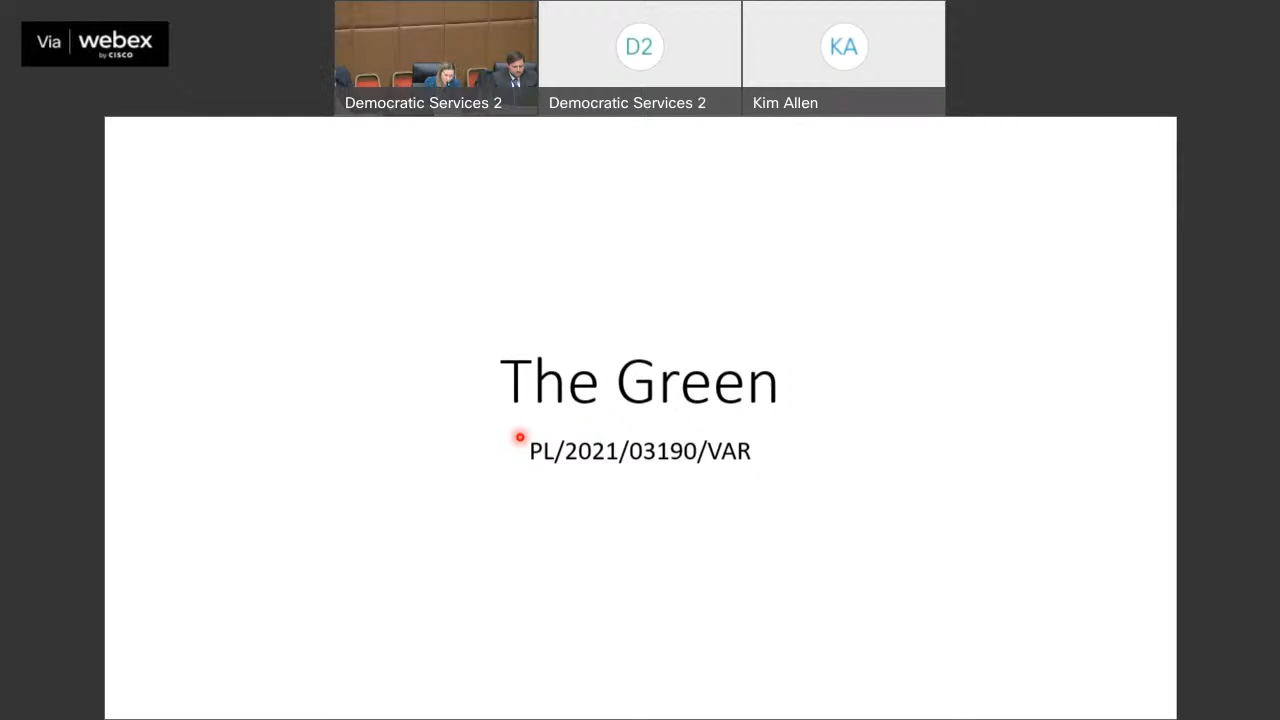 Via webex
by CISCO
D2
KA
Democratic Services 2
Democratic Services 2
Kim Allen
The Green
PL/2021/03190/VAR